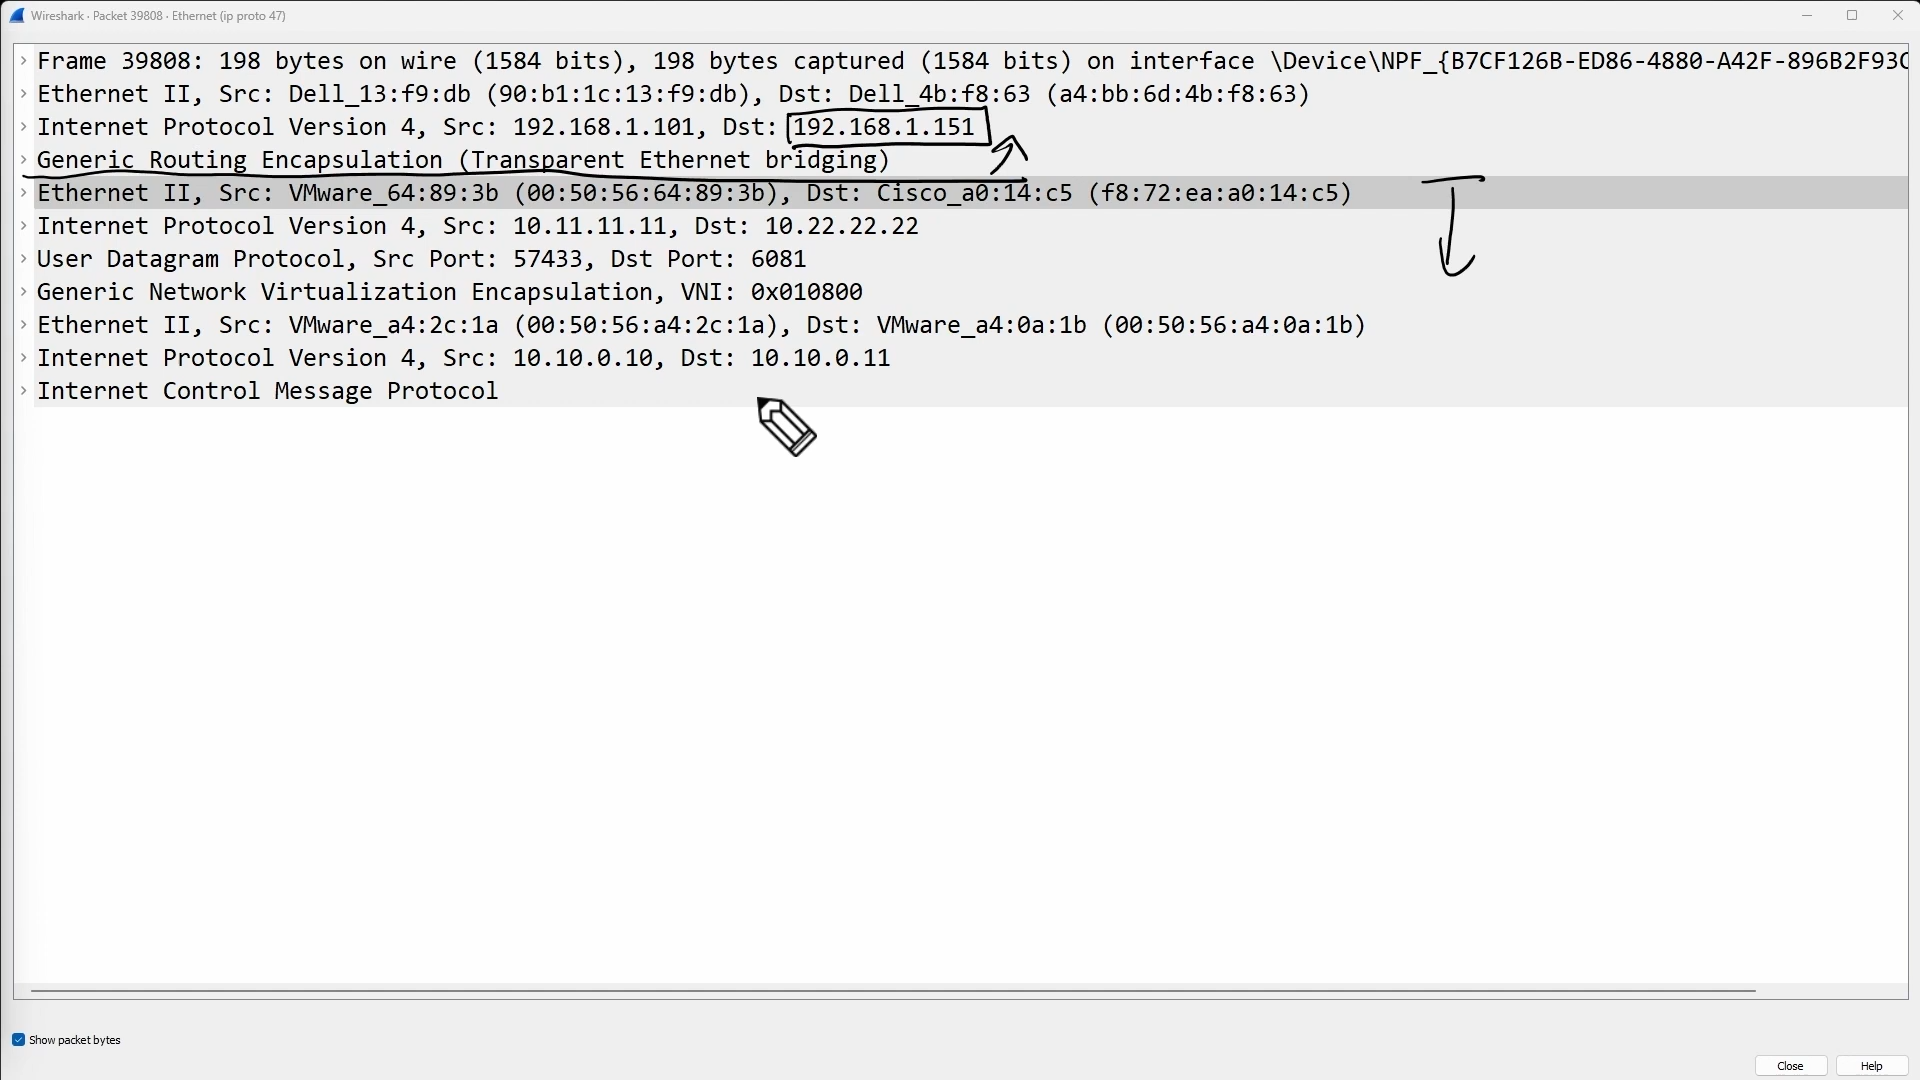 Wireshark · Packet 39808 · Ethernet (ip proto 47)
Frame 39808: 198 bytes on wire (1584 bits), 198 bytes captured (1584 bits) on interface \Device\NPF_{B7CF126B-ED86-4880-A42F-896B2F93C
Ethernet II, Src: Dell_13:f9:db (90:b1:1c:13:f9:db), Dst: Dell_4b:f8:63 (a4:bb:6d:4b:f8:63)
Internet Protocol Version 4, Src: 192.168.1.101, Dst: 192.168.1.151
Generic Routing Encapsulation (Transparent Ethernet bridging)
Ethernet II, Src: VMware_64:89:3b (00:50:56:64:89:3b), Dst: Cisco_a0:14:c5 (f8:72:ea:a0:14:c5)
Internet Protocol Version 4, Src: 10.11.11.11, Dst: 10.22.22.22
User Datagram Protocol, Src Port: 57433, Dst Port: 6081
Generic Network Virtualization Encapsulation, VNI: 0x010800
Ethernet II, Src: VMware_a4:2c:1a (00:50:56:a4:2c:1a), Dst: VMware_a4:0a:1b (00:50:56:a4:0a:1b)
Internet Protocol Version 4, Src: 10.10.0.10, Dst: 10.10.0.11
Internet Control Message Protocol
Show packet bytes
Close
Help